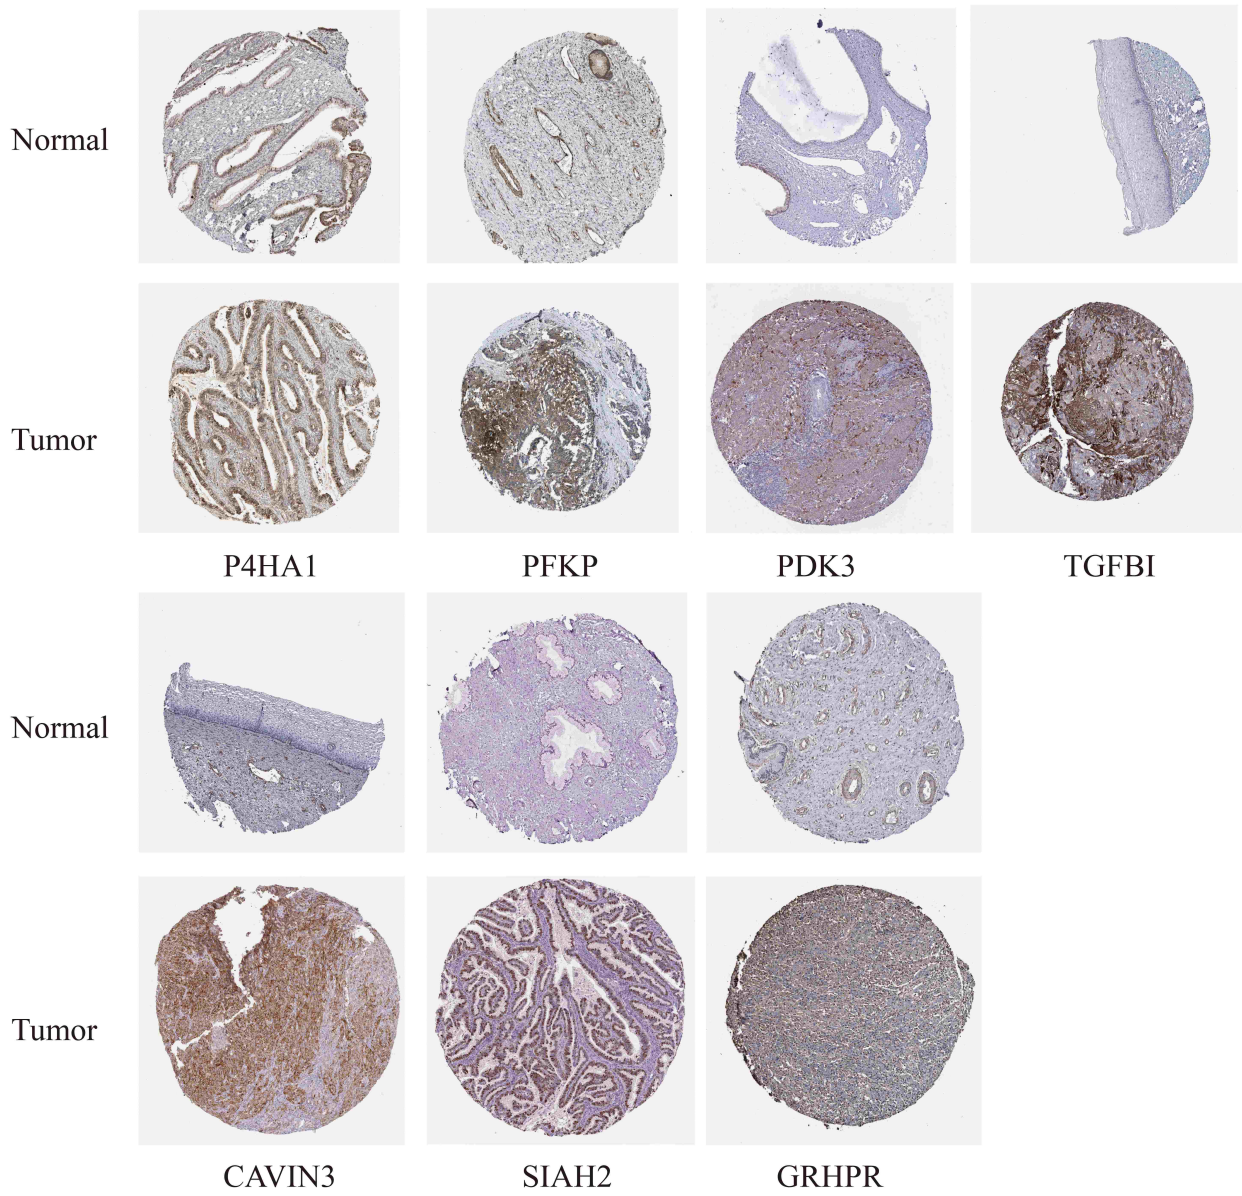 Normal
Tumor
P4HA1 PFKP PDK3 TGFBI
Normal
Tumor
CAVIN3 SIAH2 GRHPR